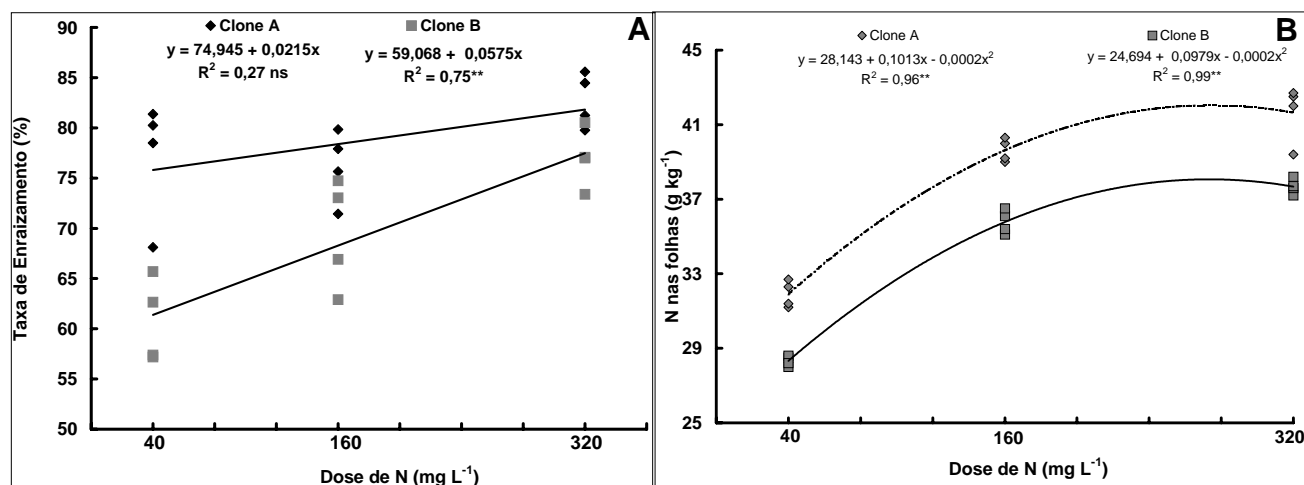 A
Clone A
Clone B
y = 74,945 + 0,0215x
R² = 0,27 ns
y = 59,068 + 0,0575x
R² = 0,75**
Taxa de Enraizamento (%)
90
85
80
75
70
65
60
55
50
40
160
320
Dose de N (mg L⁻¹)
B
Clone A
Clone B
y = 28,143 + 0,1013x - 0,0002x²
R² = 0,96**
y = 24,694 + 0,0979x - 0,0002x²
R² = 0,99**
N nas folhas (g kg⁻¹)
45
41
37
33
29
25
40
160
320
Dose de N (mg L⁻¹)